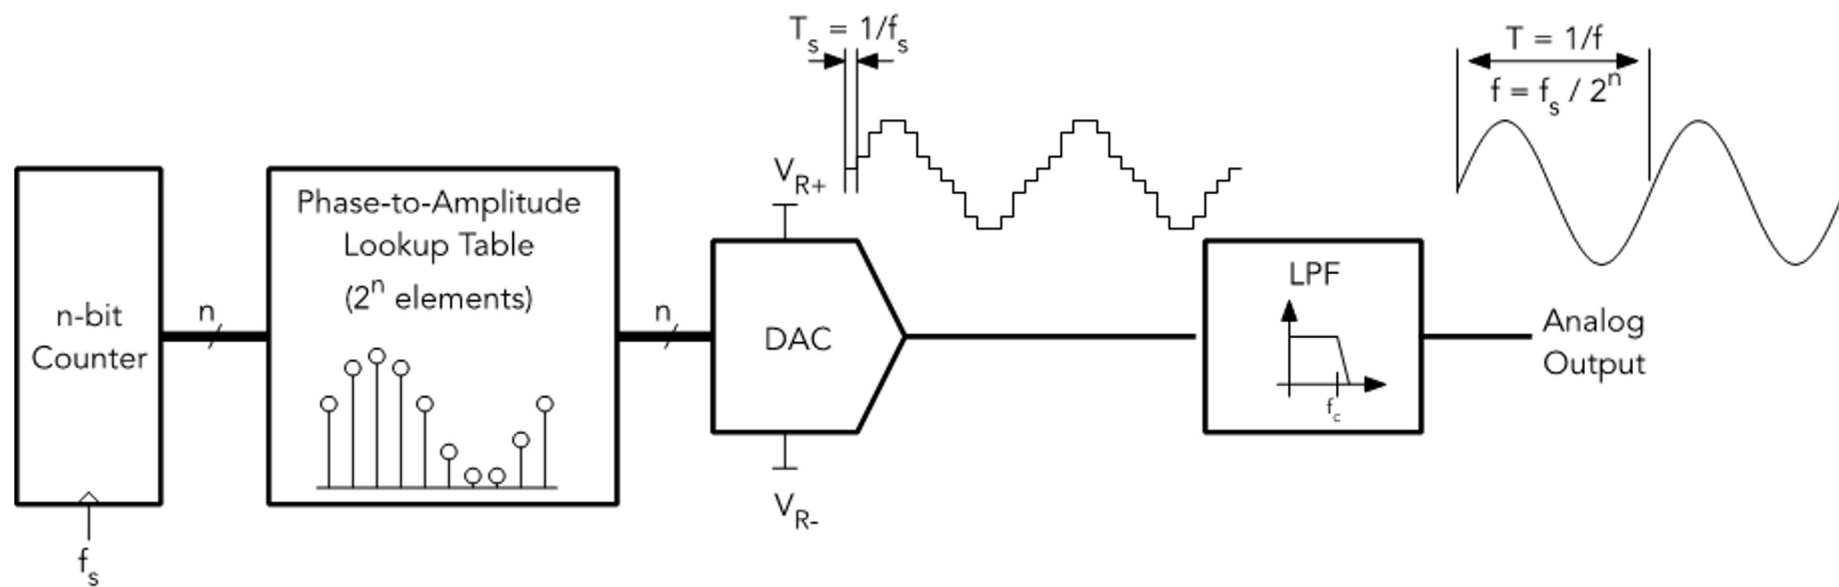 n-bit
Counter
f_s
n
Phase-to-Amplitude
Lookup Table
(2^n elements)
n
V_R+
DAC
V_R-
T_s = 1/f_s
LPF
f_c
T = 1/f
f = f_s / 2^n
Analog
Output